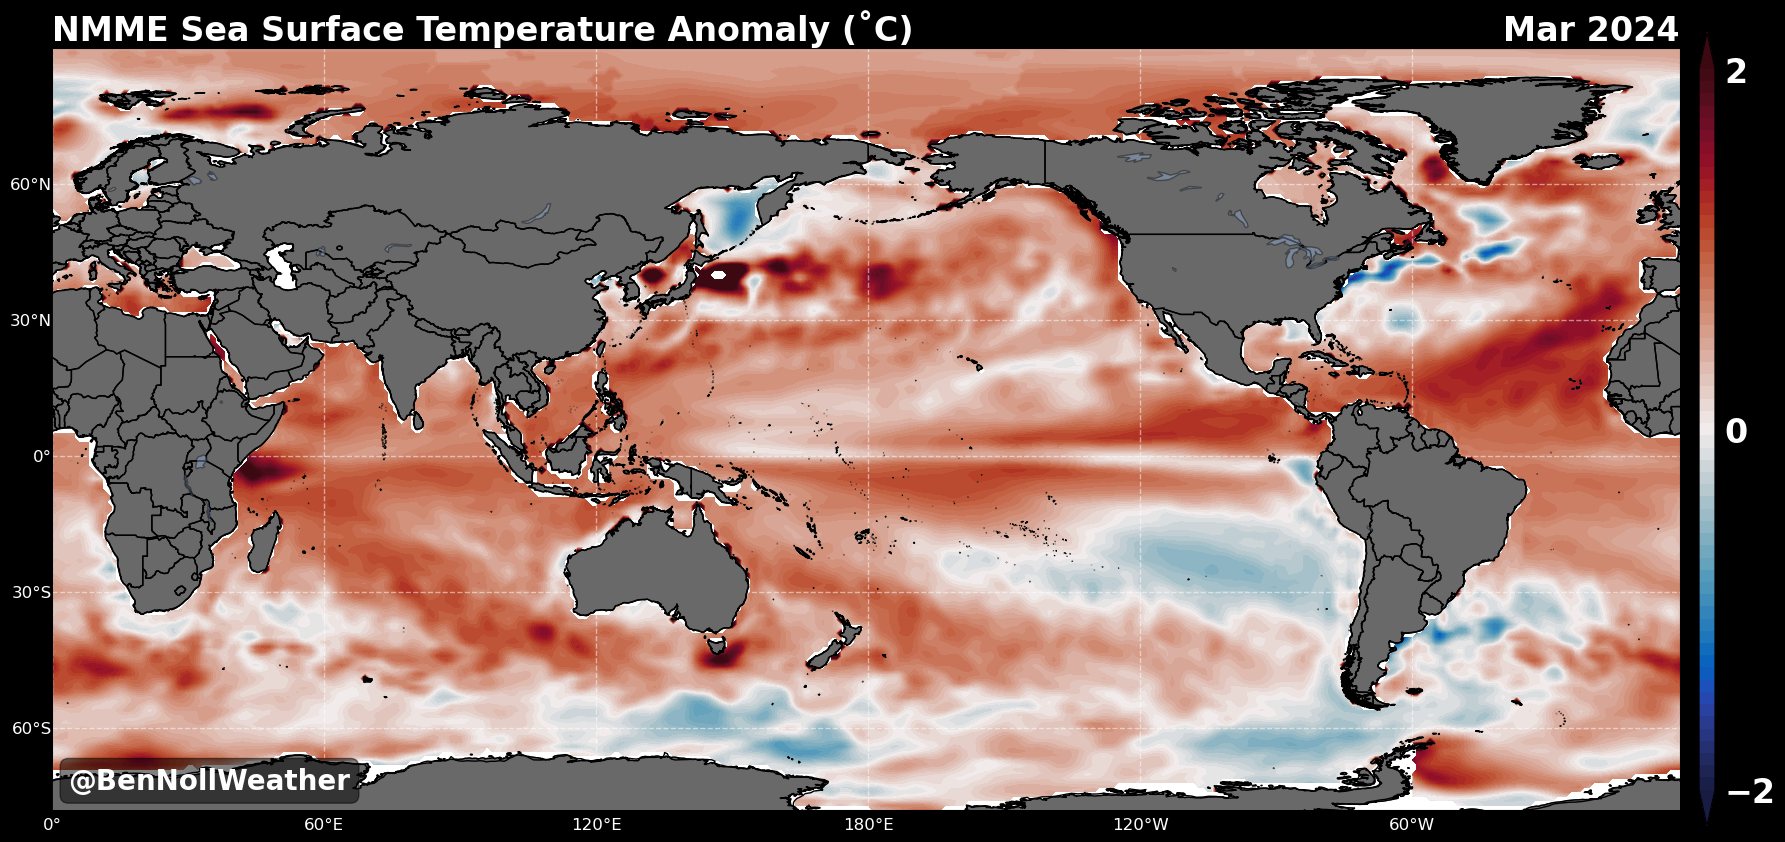 NMME Sea Surface Temperature Anomaly (˚C)
Mar 2024
2
0
−2
60°N
30°N
0°
30°S
60°S
@BenNollWeather
0°
60°E
120°E
180°E
120°W
60°W